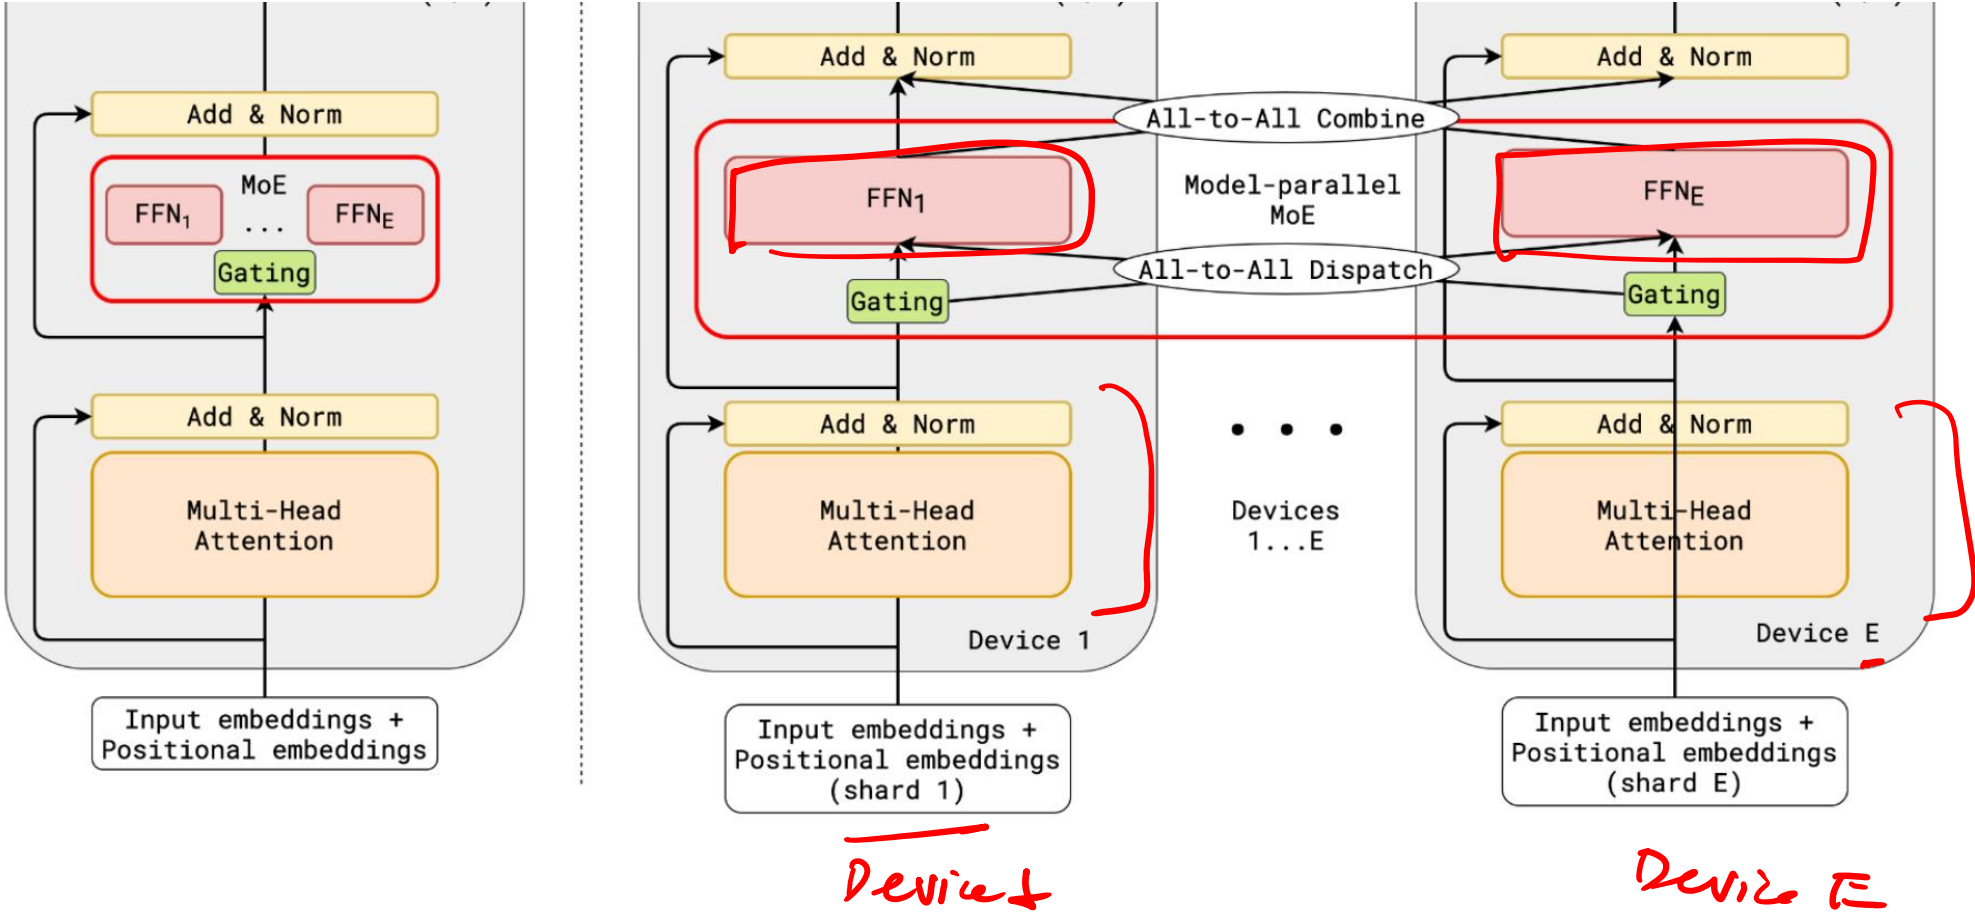 Add & Norm
MoE
FFN1
...
FFNE
Gating
Add & Norm
Multi-Head
Attention
Input embeddings +
Positional embeddings
Add & Norm
All-to-All Combine
FFN1
Model-parallel
MoE
All-to-All Dispatch
Gating
Add & Norm
Multi-Head
Attention
Device 1
Input embeddings +
Positional embeddings
(shard 1)
Device 1
Devices
1...E
Add & Norm
FFNE
Gating
Add & Norm
Multi-Head
Attention
Device E
Input embeddings +
Positional embeddings
(shard E)
Device E